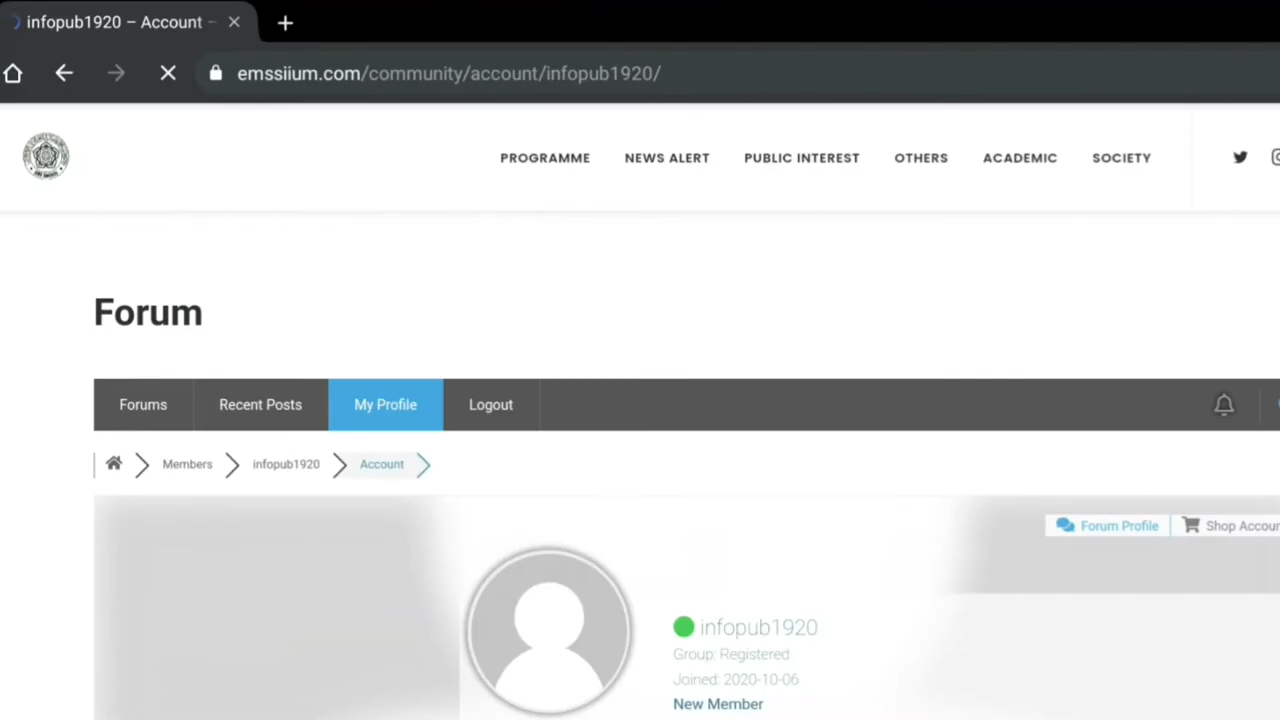 infopub1920 – Account –
emssiium.com/community/account/infopub1920/
PROGRAMME NEWS ALERT PUBLIC INTEREST OTHERS ACADEMIC SOCIETY
Forum
Forums Recent Posts My Profile Logout
Members infopub1920 Account
Forum Profile Shop Accoun
infopub1920
Group: Registered
Joined: 2020-10-06
New Member